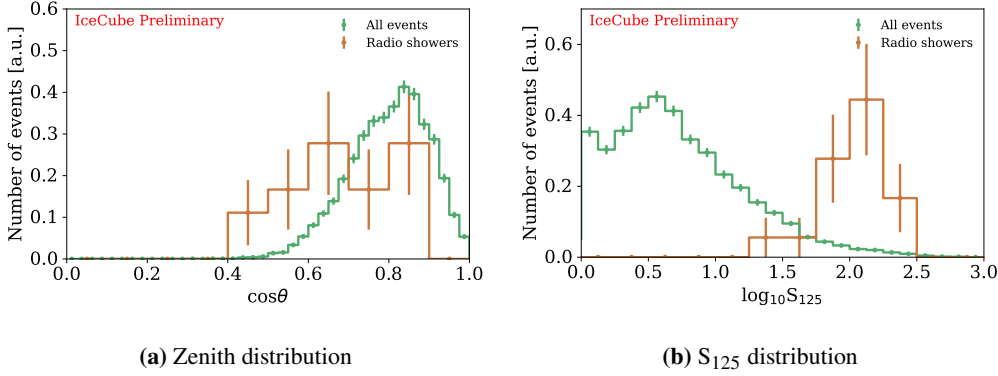 IceCube Preliminary
All events
Radio showers
Number of events [a.u.]
0.6
0.5
0.4
0.3
0.2
0.1
0.0
0.0 0.2 0.4 0.6 0.8 1.0
cosθ
(a) Zenith distribution
IceCube Preliminary
All events
Radio showers
Number of events [a.u.]
0.6
0.4
0.2
0.0
0.0 0.5 1.0 1.5 2.0 2.5 3.0
log₁₀S₁₂₅
(b) S₁₂₅ distribution